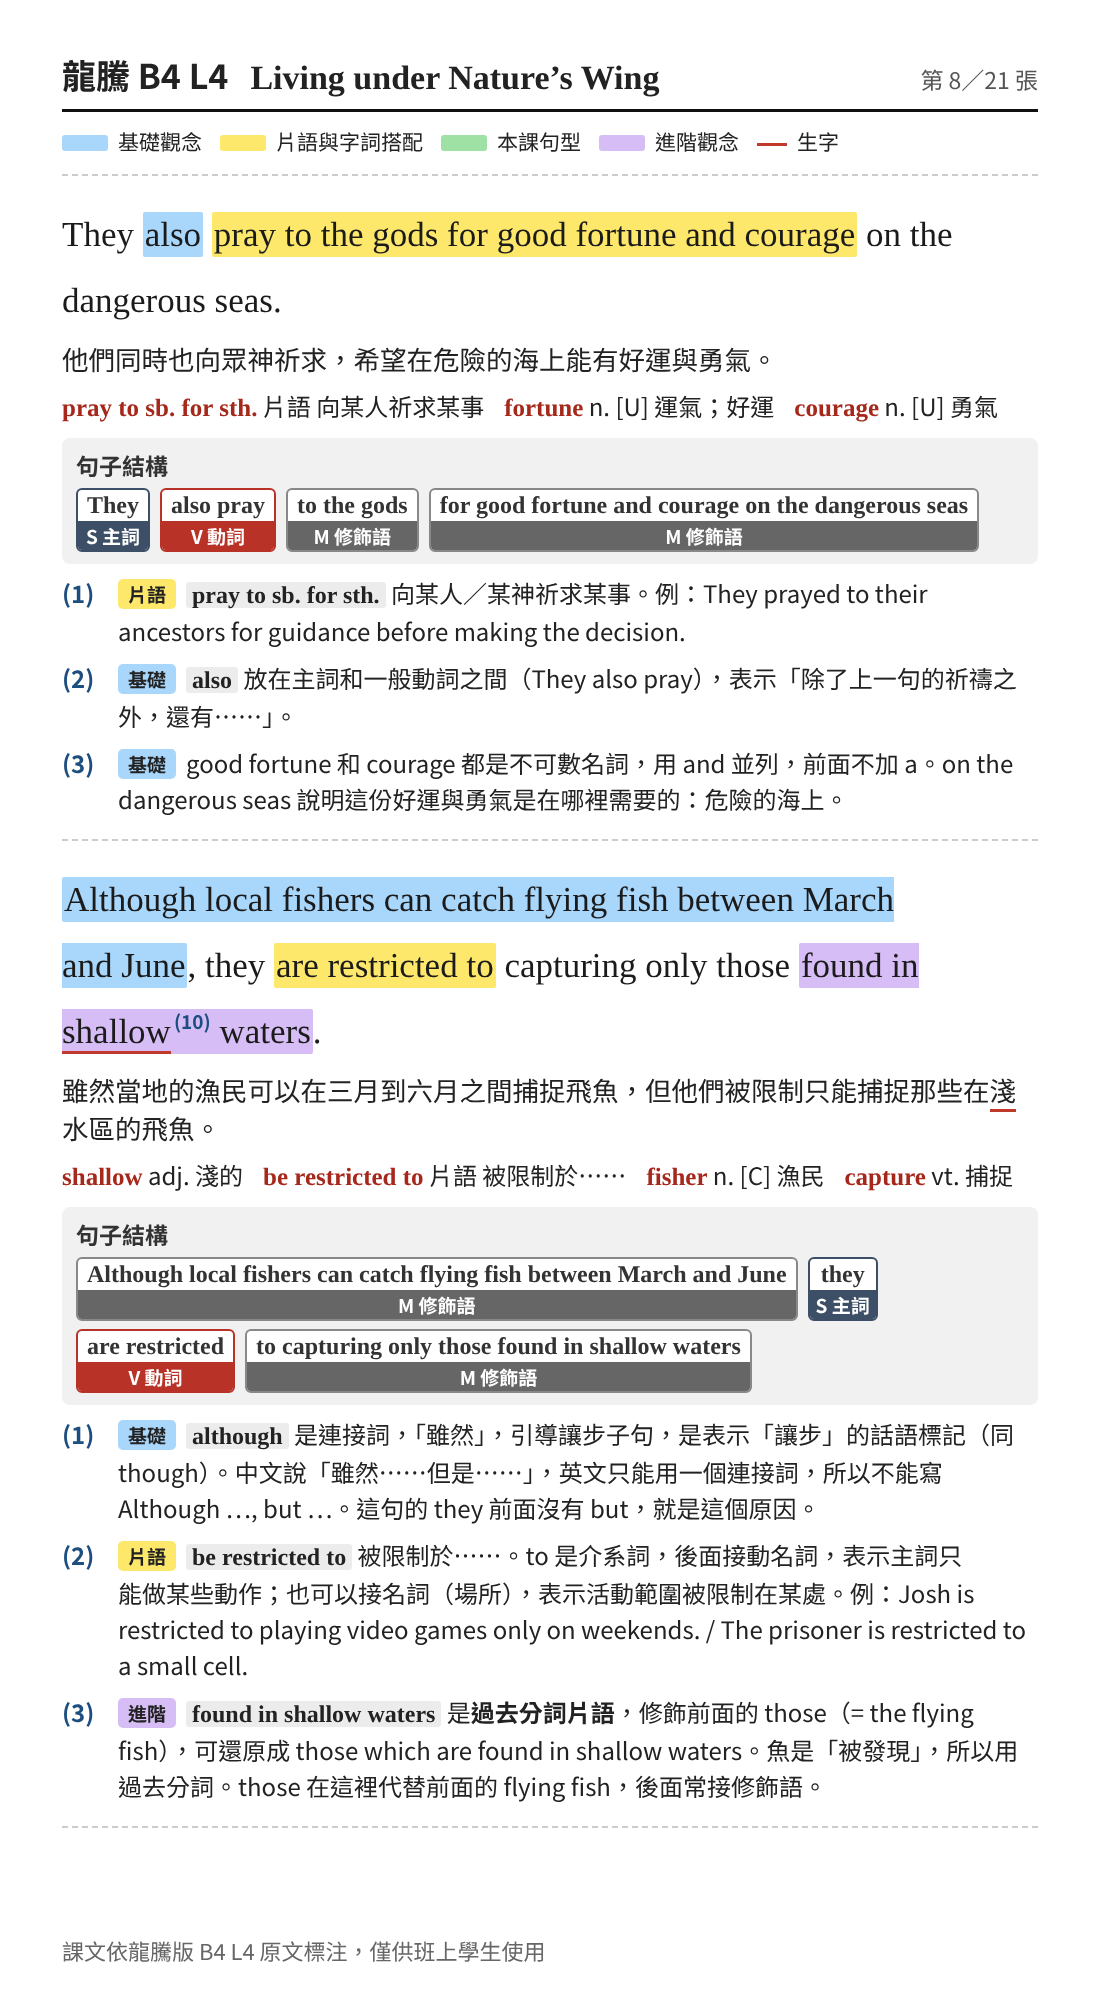 龍騰 B4 L4 Living under Nature’s Wing 第 8／21 張
基礎觀念 片語與字詞搭配 本課句型 進階觀念 生字
They also pray to the gods for good fortune and courage on the
dangerous seas.
他們同時也向眾神祈求，希望在危險的海上能有好運與勇氣。
pray to sb. for sth. 片語 向某人祈求某事 fortune n. [U] 運氣；好運 courage n. [U] 勇氣
句子結構
They also pray to the gods for good fortune and courage on the dangerous seas
S 主詞 V 動詞 M 修飾語 M 修飾語
(1) 片語 pray to sb. for sth. 向某人／某神祈求某事。例：They prayed to their
ancestors for guidance before making the decision.
(2) 基礎 also 放在主詞和一般動詞之間（They also pray），表示「除了上一句的祈禱之
外，還有⋯⋯」。
(3) 基礎 good fortune 和 courage 都是不可數名詞，用 and 並列，前面不加 a。on the
dangerous seas 說明這份好運與勇氣是在哪裡需要的：危險的海上。
Although local fishers can catch flying fish between March
and June, they are restricted to capturing only those found in
shallow(10) waters.
雖然當地的漁民可以在三月到六月之間捕捉飛魚，但他們被限制只能捕捉那些在淺
水區的飛魚。
shallow adj. 淺的 be restricted to 片語 被限制於⋯⋯ fisher n. [C] 漁民 capture vt. 捕捉
句子結構
Although local fishers can catch flying fish between March and June they
M 修飾語 S 主詞
are restricted to capturing only those found in shallow waters
V 動詞 M 修飾語
(1) 基礎 although 是連接詞，「雖然」，引導讓步子句，是表示「讓步」的話語標記（同
though）。中文說「雖然⋯⋯但是⋯⋯」，英文只能用一個連接詞，所以不能寫
Although …, but …。這句的 they 前面沒有 but，就是這個原因。
(2) 片語 be restricted to 被限制於⋯⋯。to 是介系詞，後面接動名詞，表示主詞只
能做某些動作；也可以接名詞（場所），表示活動範圍被限制在某處。例：Josh is
restricted to playing video games only on weekends. / The prisoner is restricted to
a small cell.
(3) 進階 found in shallow waters 是過去分詞片語，修飾前面的 those（= the flying
fish），可還原成 those which are found in shallow waters。魚是「被發現」，所以用
過去分詞。those 在這裡代替前面的 flying fish，後面常接修飾語。
課文依龍騰版 B4 L4 原文標注，僅供班上學生使用